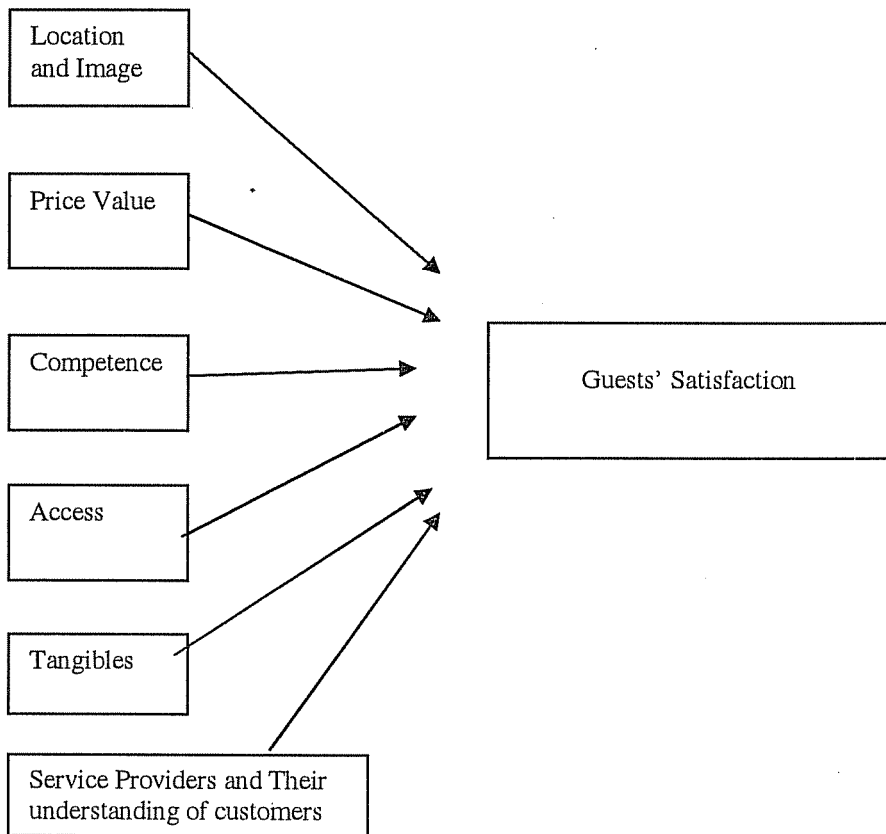 Location
and Image
Price Value
Competence
Guests’ Satisfaction
Access
Tangibles
Service Providers and Their
understanding of customers